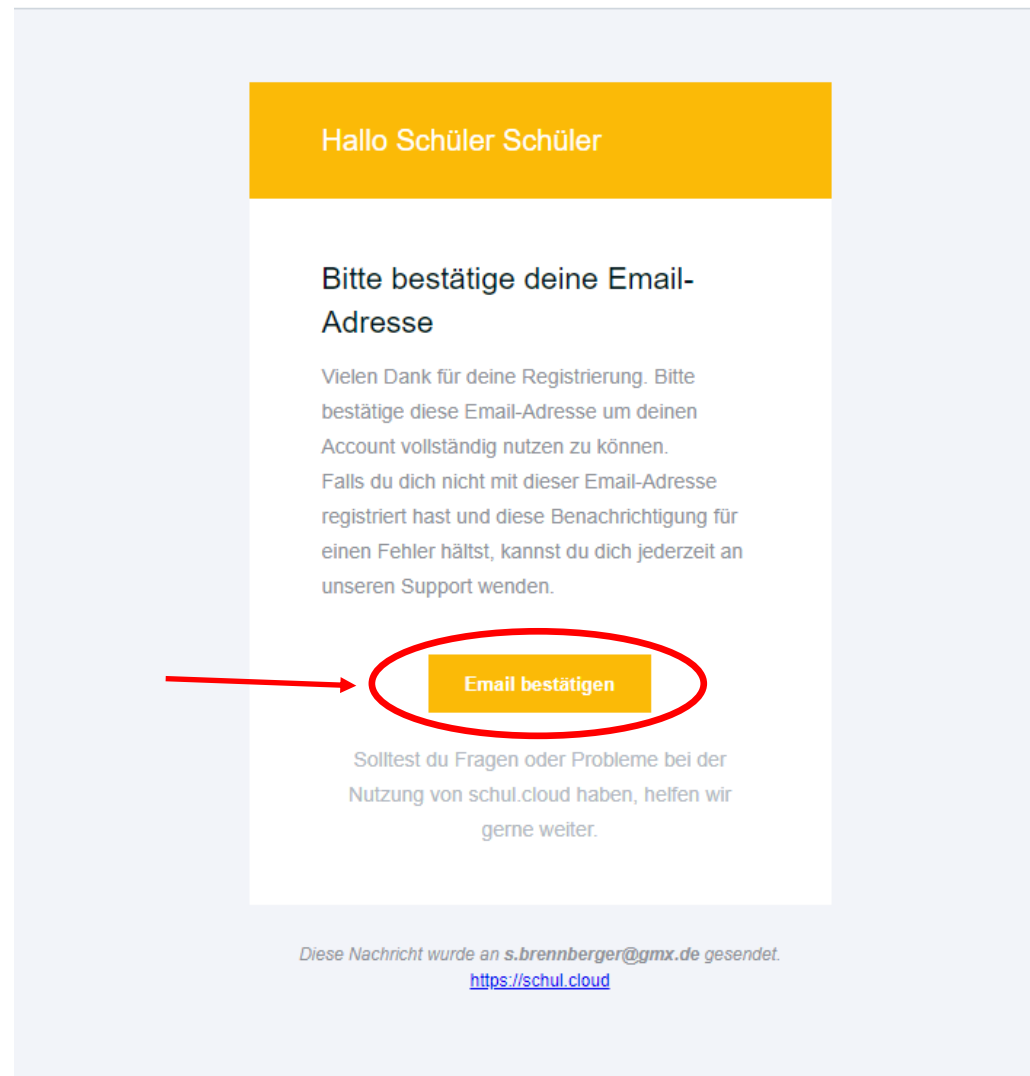 Hallo Schüler Schüler
Bitte bestätige deine Email-
Adresse
Vielen Dank für deine Registrierung. Bitte
bestätige diese Email-Adresse um deinen
Account vollständig nutzen zu können.
Falls du dich nicht mit dieser Email-Adresse
registriert hast und diese Benachrichtigung für
einen Fehler hältst, kannst du dich jederzeit an
unseren Support wenden.
Email bestätigen
Solltest du Fragen oder Probleme bei der
Nutzung von schul.cloud haben, helfen wir
gerne weiter.
Diese Nachricht wurde an s.brennberger@gmx.de gesendet.
https://schul.cloud